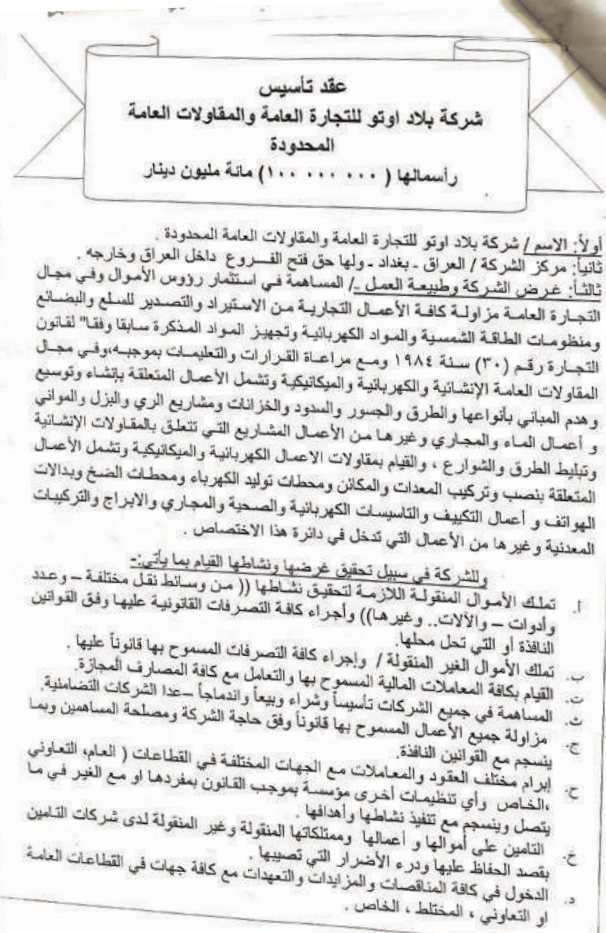 عقد تأسيس
شركة بلاد اوتو للتجارة العامة والمقاولات العامة
المحدودة
رأسمالها ( ١٠٠ ٠٠٠ ٠٠٠) مائة مليون دينار
أولاً: الاسم / شركة بلاد اوتو للتجارة العامة والمقاولات العامة المحدودة .
ثانياً: مركز الشركة / العراق - بغداد - ولها حق فتح الفروع داخل العراق وخارجه .
ثالثاً: غرض الشركة وطبيعة العمل -/ المساهمة في استثمار رؤوس الأموال وفي مجال
التجارة العامة مزاولة كافة الأعمال التجارية من الاستيراد والتصدير للسلع والبضائع
ومنظومات الطاقة الشمسية والمواد الكهربائية وتجهيز المواد المذكرة سابقا وفقا" لقانون
التجارة رقم (٣٠) سنة ١٩٨٤ ومع مراعاة القرارات والتعليمات بموجبه،وفي مجال
المقاولات العامة الإنشائية والكهربائية والميكانيكية وتشمل الأعمال المتعلقة بإنشاء وتوسيع
وهدم المباني بأنواعها والطرق والجسور والسدود والخزانات ومشاريع الري والبزل والمواني
و أعمال الماء والمجاري وغيرها من الأعمال المشاريع التي تتعلق بالمقاولات الإنشائية
وتبليط الطرق والشوارع ، والقيام بمقاولات الاعمال الكهربائية والميكانيكية وتشمل الأعمال
المتعلقة بنصب وتركيب المعدات والمكائن ومحطات توليد الكهرباء ومحطات الضخ وبدالات
الهواتف و أعمال التكييف والتاسيسات الكهربائية والصحية والمجاري والابراج والتركيبات
المعدنية وغيرها من الأعمال التي تدخل في دائرة هذا الاختصاص .
وللشركة في سبيل تحقيق غرضها ونشاطها القيام بما يأتي:-
أ. تملك الأموال المنقولة اللازمة لتحقيق نشاطها (( من وسائط نقل مختلفة – وعدد
وأدوات – والآلات.. وغيرها)) وأجراء كافة التصرفات القانونية عليها وفق القوانين
النافذة أو التي تحل محلها.
ب. تملك الأموال الغير المنقولة / وإجراء كافة التصرفات المسموح بها قانوناً عليها .
ت. القيام بكافة المعاملات المالية المسموح بها والتعامل مع كافة المصارف المجازة.
ث. المساهمة في جميع الشركات تأسيساً وشراء وبيعاً واندماجاً –عدا الشركات التضامنية.
ج. مزاولة جميع الأعمال المسموح بها قانوناً وفق حاجة الشركة ومصلحة المساهمين وبما
ينسجم مع القوانين النافذة.
ح. إبرام مختلف العقود والمعاملات مع الجهات المختلفة في القطاعات ( العام، التعاوني
،الخاص وأي تنظيمات أخرى مؤسسة بموجب القانون بمفردها او مع الغير في ما
يتصل وينسجم مع تنفيذ نشاطها وأهدافها .
خ. التامين على أموالها و أعمالها وممتلكاتها المنقولة وغير المنقولة لدى شركات التامين
بقصد الحفاظ عليها ودرء الأضرار التي تصيبها .
د. الدخول في كافة المناقصات والمزايدات والتعهدات مع كافة جهات في القطاعات العامة
او التعاوني ، المختلط ، الخاص .